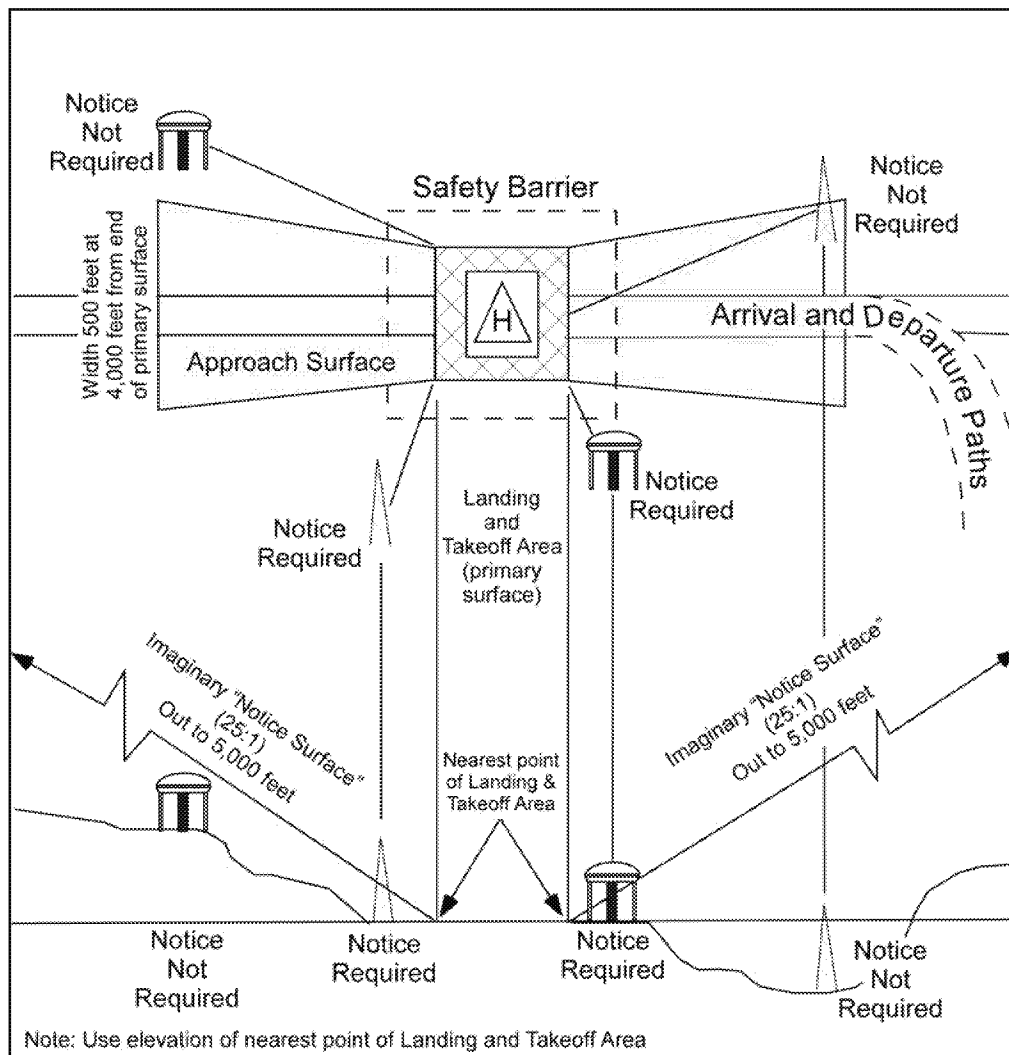 Notice
Not
Required
Safety Barrier
Notice
Not
Required
Width 500 feet at
4,000 feet from end
of primary surface
H
Arrival and Departure Paths
Approach Surface
Notice
Required
Landing
and
Takeoff Area
(primary
surface)
Notice
Required
Imaginary "Notice Surface"
(25:1)
Out to 5,000 feet
Imaginary "Notice Surface"
(25:1)
Out to 5,000 feet
Nearest point
of Landing &
Takeoff Area
Notice
Not
Required
Notice
Required
Notice
Required
Notice
Not
Required
Note: Use elevation of nearest point of Landing and Takeoff Area